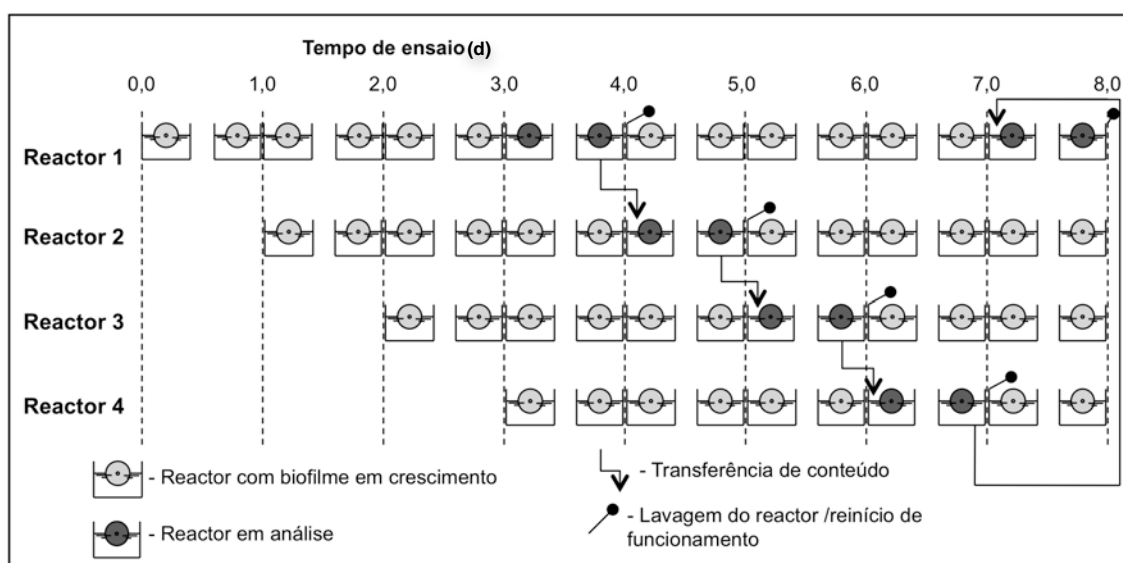 Tempo de ensaio (d)
0,0 1,0 2,0 3,0 4,0 5,0 6,0 7,0 8,0
Reactor 1
Reactor 2
Reactor 3
Reactor 4
- Reactor com biofilme em crescimento
- Reactor em análise
- Transferência de conteúdo
- Lavagem do reactor /reinício de
funcionamento